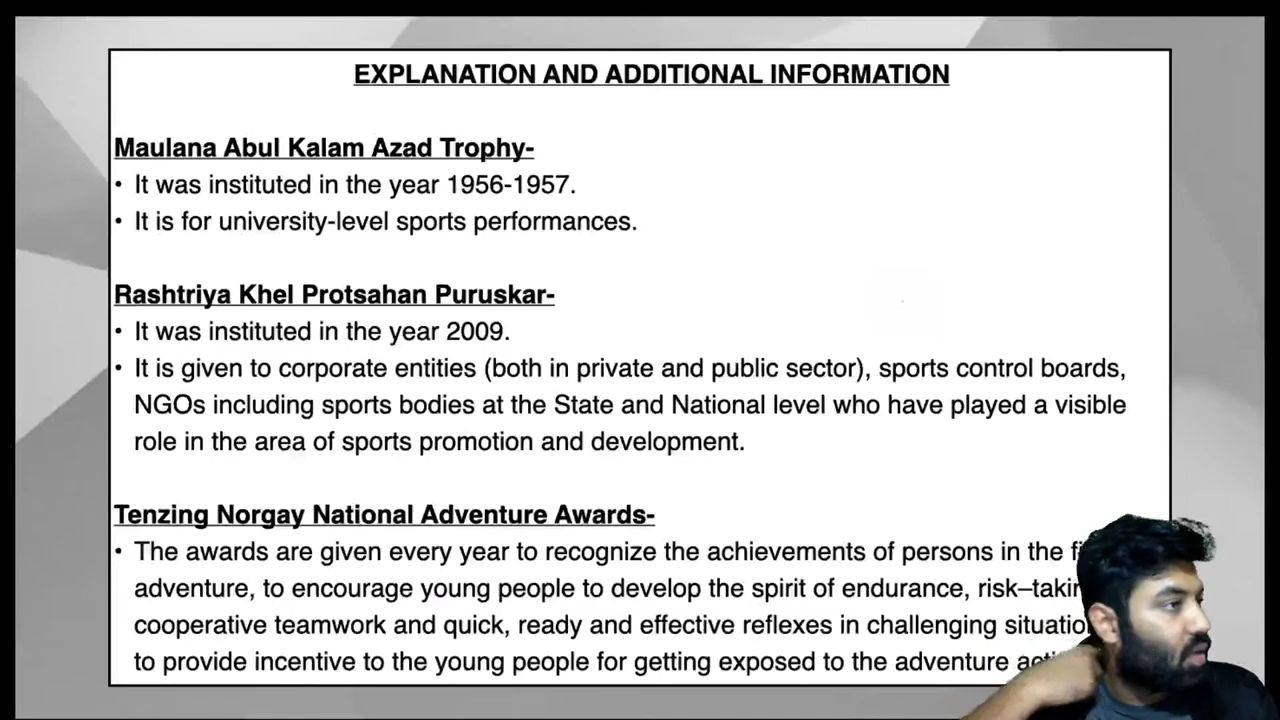 EXPLANATION AND ADDITIONAL INFORMATION
Maulana Abul Kalam Azad Trophy-
• It was instituted in the year 1956-1957.
• It is for university-level sports performances.
Rashtriya Khel Protsahan Puruskar-
• It was instituted in the year 2009.
• It is given to corporate entities (both in private and public sector), sports control boards,
NGOs including sports bodies at the State and National level who have played a visible
role in the area of sports promotion and development.
Tenzing Norgay National Adventure Awards-
• The awards are given every year to recognize the achievements of persons in the
adventure, to encourage young people to develop the spirit of endurance,
cooperative teamwork and quick, ready and effective reflexes in challenging
to provide incentive to the young people for getting exposed to the adventure